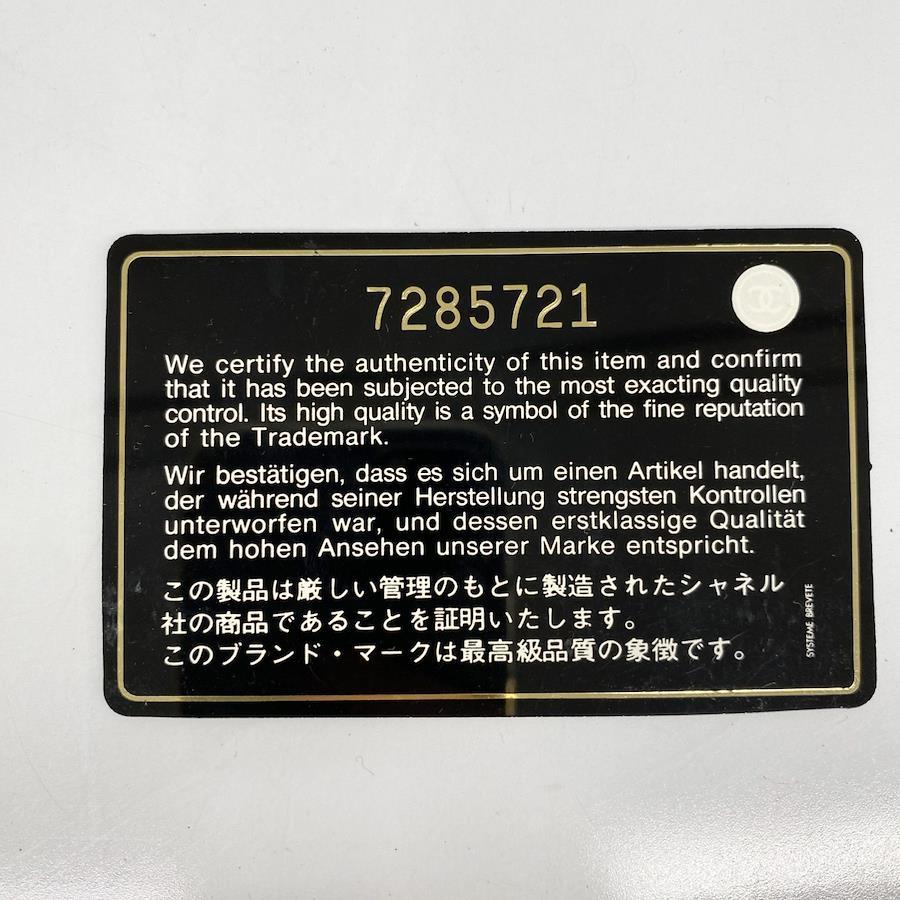 7285721
We certify the authenticity of this item and confirm
that it has been subjected to the most exacting quality
control. Its high quality is a symbol of the fine reputation
of the Trademark.
Wir bestätigen, dass es sich um einen Artikel handelt,
der während seiner Herstellung strengsten Kontrollen
unterworfen war, und dessen erstklassige Qualität
dem hohen Ansehen unserer Marke entspricht.
この製品は厳しい管理のもとに製造されたシャネル
社の商品であることを証明いたします。
このブランド・マークは最高級品質の象徴です。
SYSTEME BREVETE